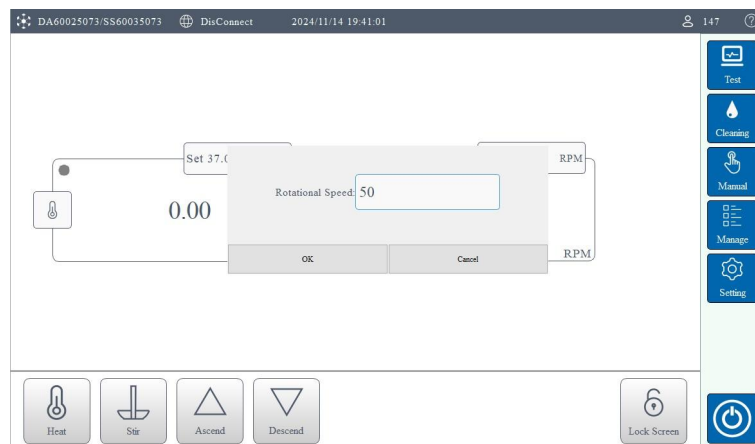 DA60025073/SS60035073 DisConnect 2024/11/14 19:41:01 147
Test
Cleaning
Set 37.0 RPM
Manual
Rotational Speed: 50
0.00
Manage
OK Cancel RPM
Setting
Heat Stir Ascend Descend Lock Screen